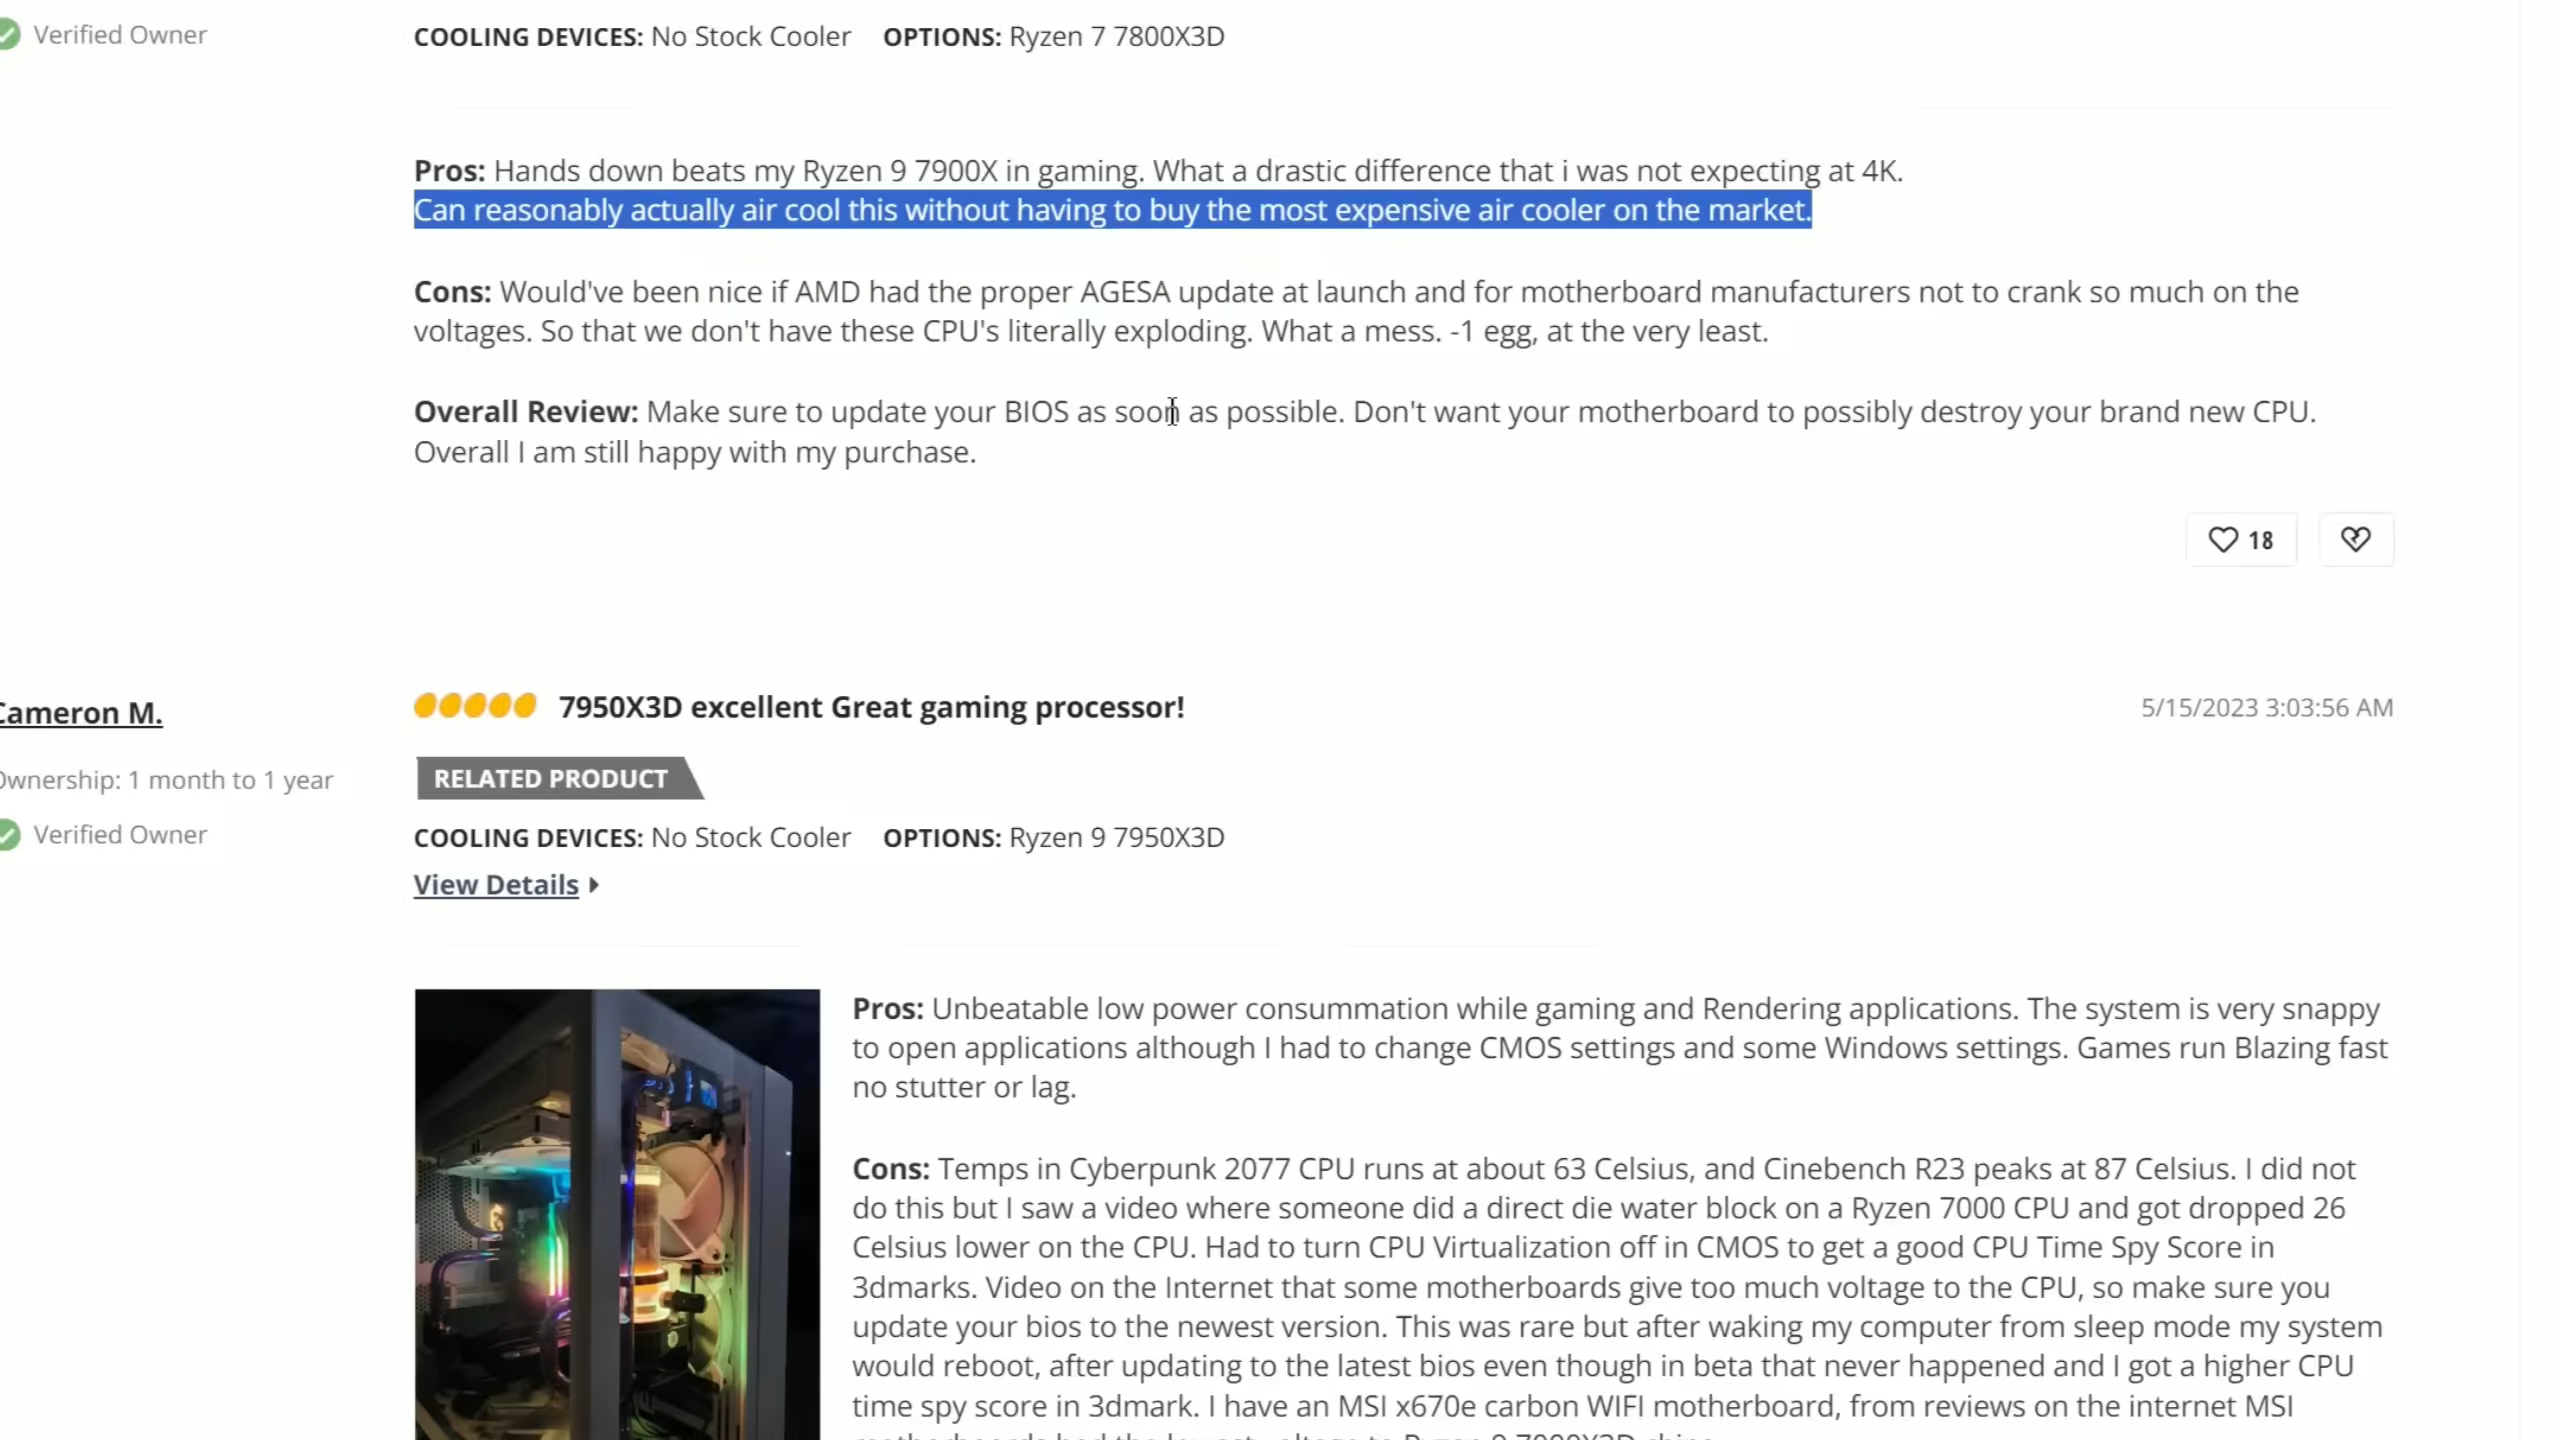 Verified Owner
COOLING DEVICES: No Stock Cooler OPTIONS: Ryzen 7 7800X3D
Pros: Hands down beats my Ryzen 9 7900X in gaming. What a drastic difference that i was not expecting at 4K.
Can reasonably actually air cool this without having to buy the most expensive air cooler on the market.
Cons: Would've been nice if AMD had the proper AGESA update at launch and for motherboard manufacturers not to crank so much on the
voltages. So that we don't have these CPU's literally exploding. What a mess. -1 egg, at the very least.
Overall Review: Make sure to update your BIOS as soon as possible. Don't want your motherboard to possibly destroy your brand new CPU.
Overall I am still happy with my purchase.
18
Cameron M.
7950X3D excellent Great gaming processor!
5/15/2023 3:03:56 AM
Ownership: 1 month to 1 year
RELATED PRODUCT
Verified Owner
COOLING DEVICES: No Stock Cooler OPTIONS: Ryzen 9 7950X3D
View Details
Pros: Unbeatable low power consummation while gaming and Rendering applications. The system is very snappy
to open applications although I had to change CMOS settings and some Windows settings. Games run Blazing fast
no stutter or lag.
Cons: Temps in Cyberpunk 2077 CPU runs at about 63 Celsius, and Cinebench R23 peaks at 87 Celsius. I did not
do this but I saw a video where someone did a direct die water block on a Ryzen 7000 CPU and got dropped 26
Celsius lower on the CPU. Had to turn CPU Virtualization off in CMOS to get a good CPU Time Spy Score in
3dmarks. Video on the Internet that some motherboards give too much voltage to the CPU, so make sure you
update your bios to the newest version. This was rare but after waking my computer from sleep mode my system
would reboot, after updating to the latest bios even though in beta that never happened and I got a higher CPU
time spy score in 3dmark. I have an MSI x670e carbon WIFI motherboard, from reviews on the internet MSI